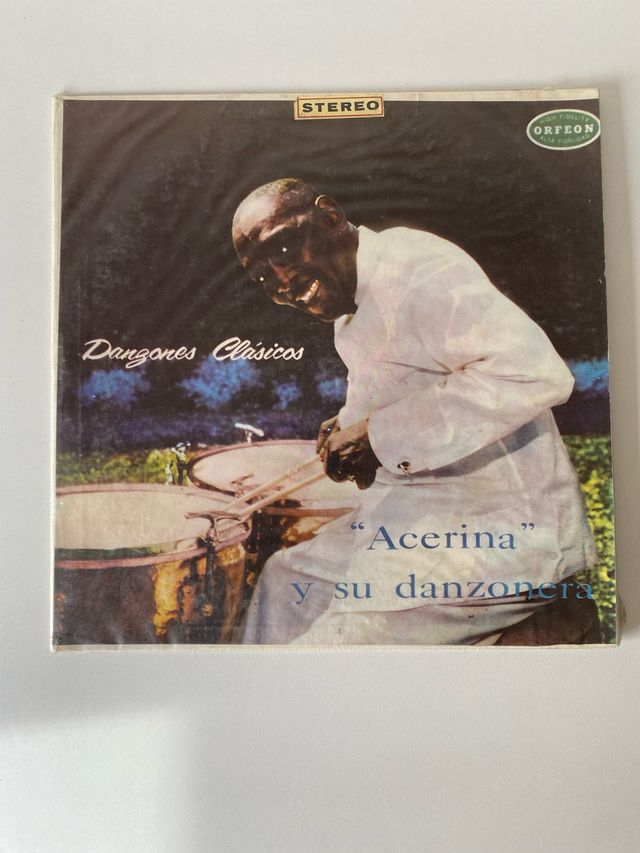 STEREO
HIGH FIDELITY
ORFEON
ALTA FIDELIDAD
Danzones Clásicos
"Acerina"
y su danzonera